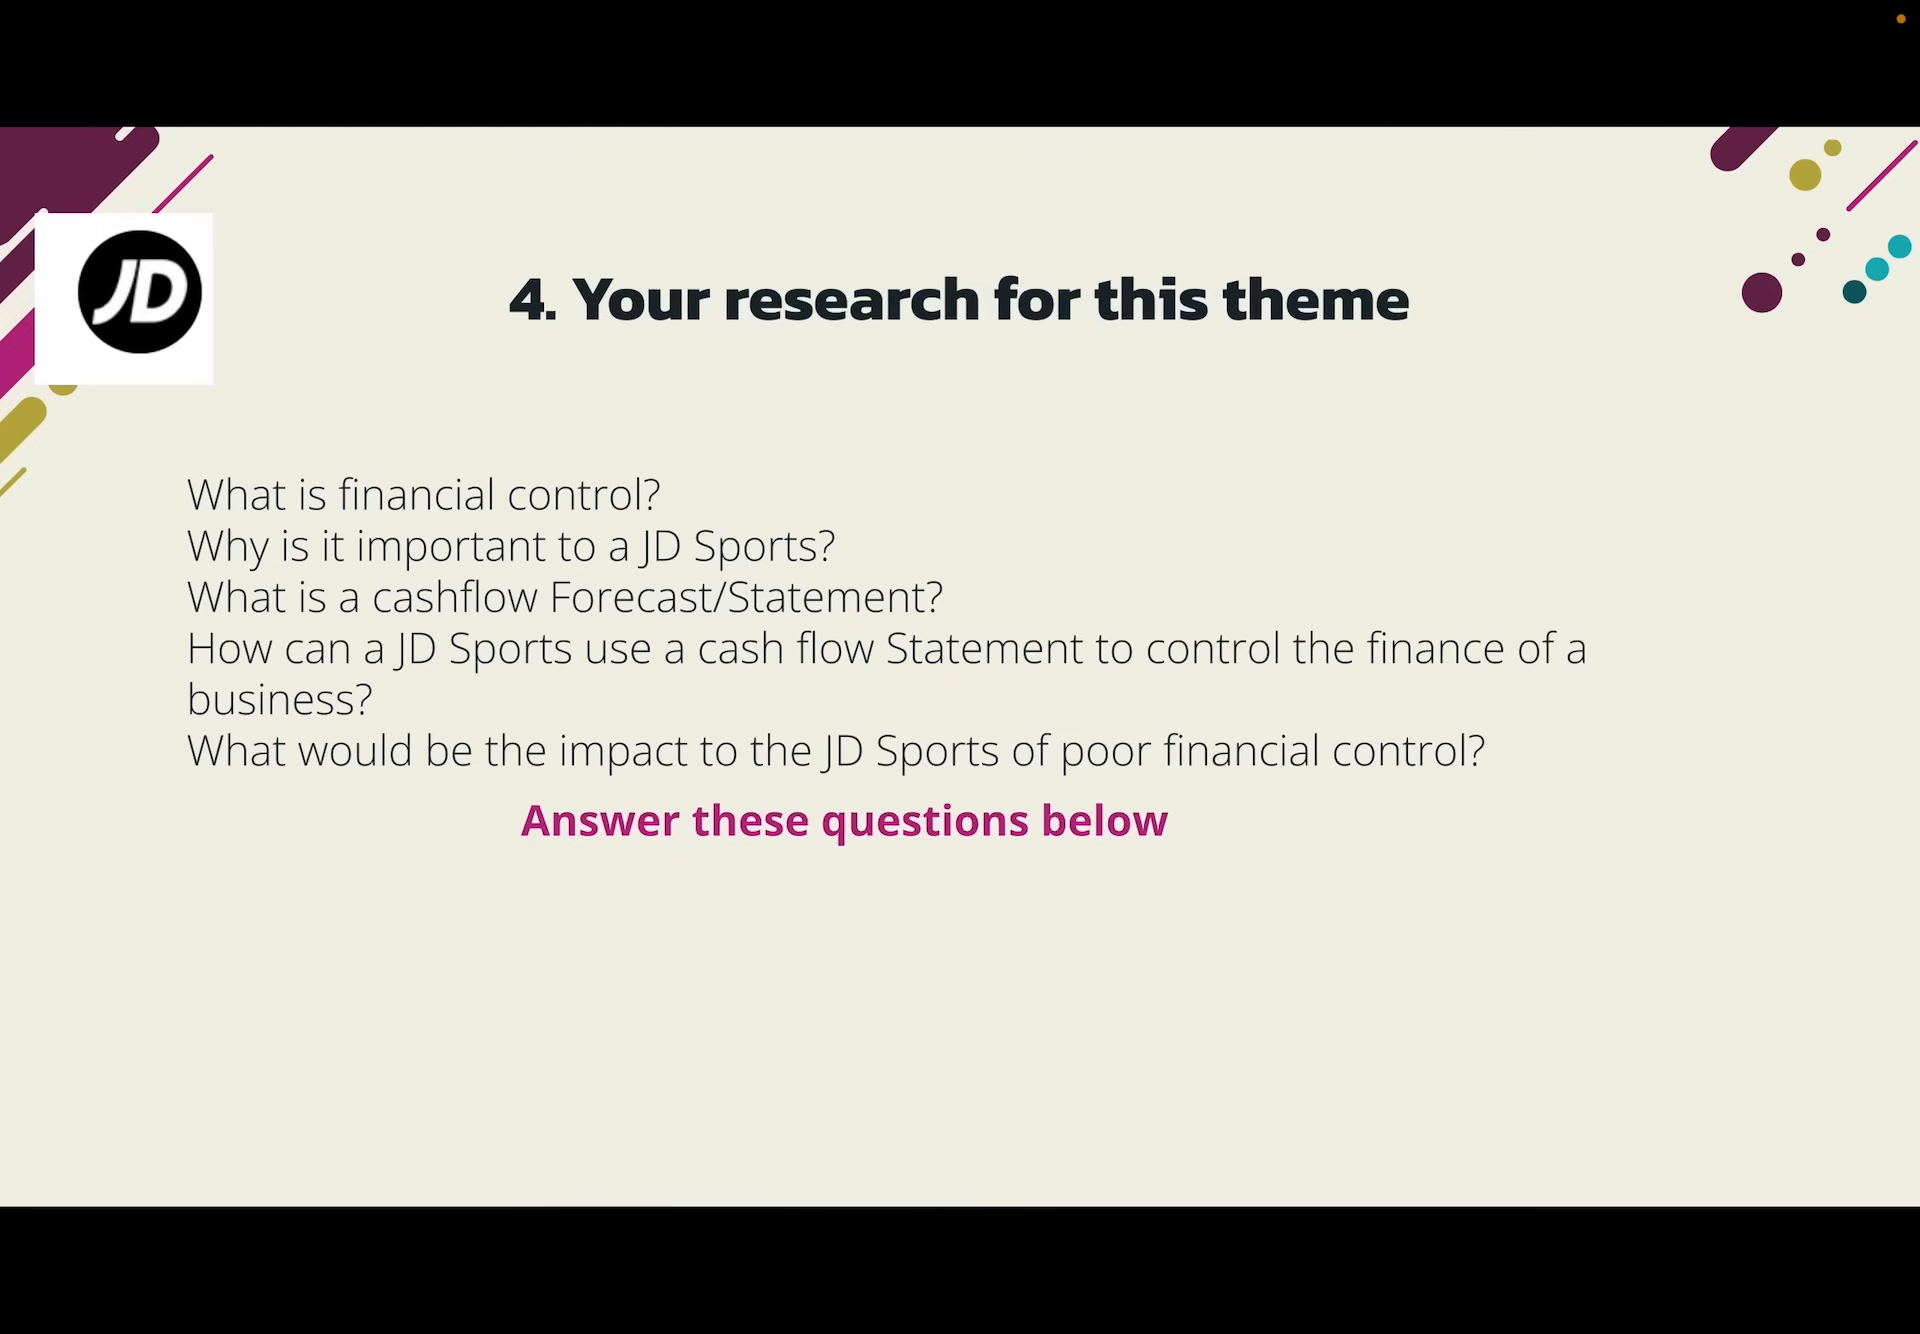 JD
4. Your research for this theme
What is financial control?
Why is it important to a JD Sports?
What is a cashflow Forecast/Statement?
How can a JD Sports use a cash flow Statement to control the finance of a
business?
What would be the impact to the JD Sports of poor financial control?
Answer these questions below